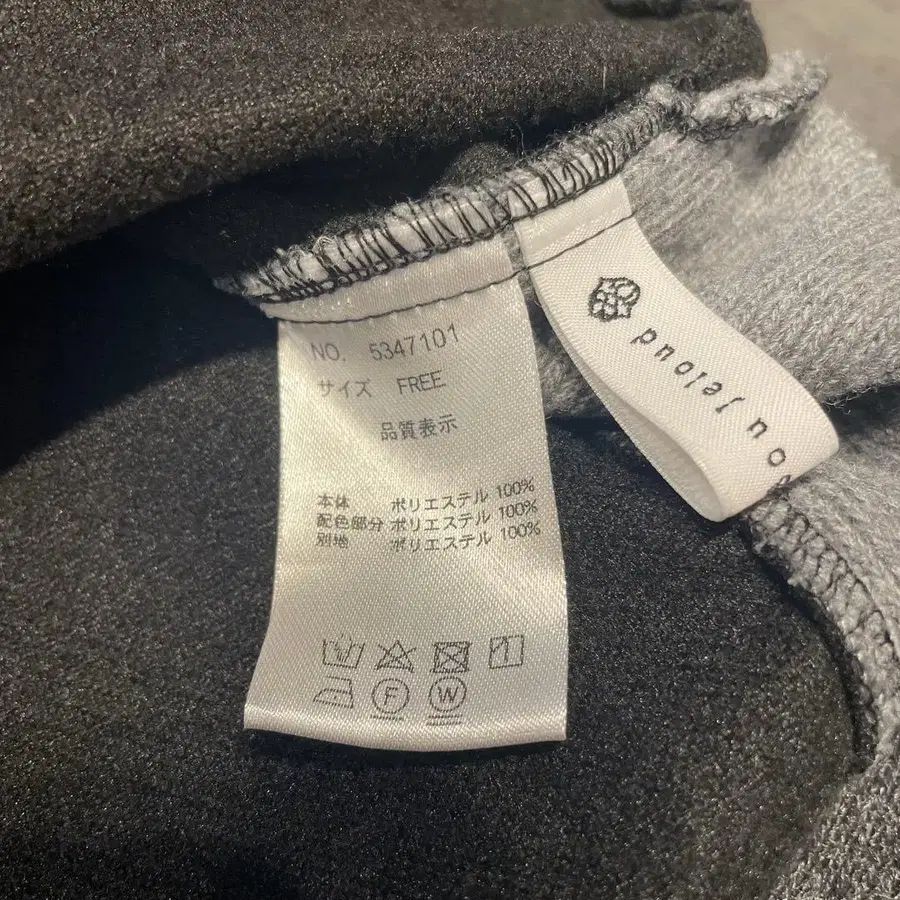 NO. 5347101
サイズ FREE
品質表示
本体 ポリエステル 100%
配色部分 ポリエステル 100%
別地 ポリエステル 100%
F W